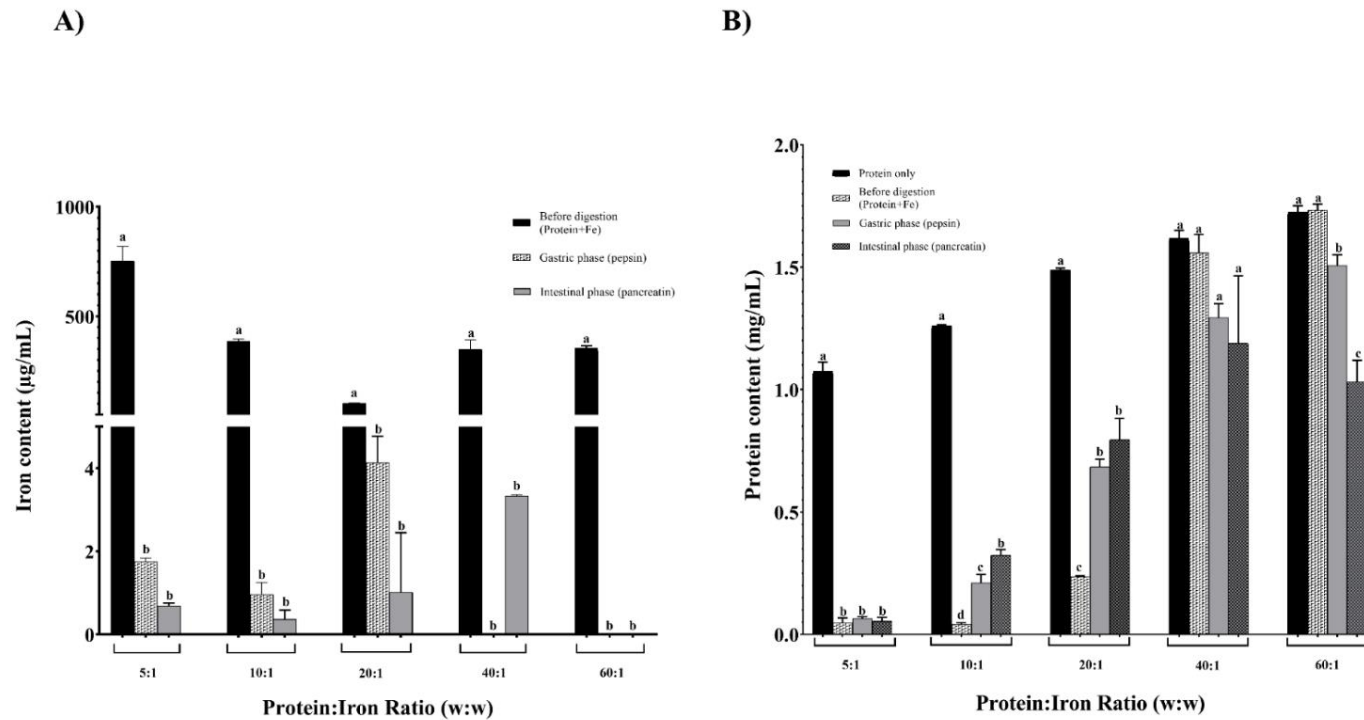 A)
Iron content (µg/mL)
1000
500
4
2
0
Before digestion
(Protein+Fe)
Gastric phase (pepsin)
Intestinal phase (pancreatin)
a
b
b
a
b
b
a
b
b
a
b
b
a
b
b
5:1
10:1
20:1
40:1
60:1
Protein:Iron Ratio (w:w)
B)
Protein content (mg/mL)
2.0
1.5
1.0
0.5
0.0
Protein only
Before digestion
(Protein+Fe)
Gastric phase (pepsin)
Intestinal phase (pancreatin)
a
b
b
b
a
d
c
b
a
c
b
b
a
a
a
a
a
a
b
c
5:1
10:1
20:1
40:1
60:1
Protein:Iron Ratio (w:w)